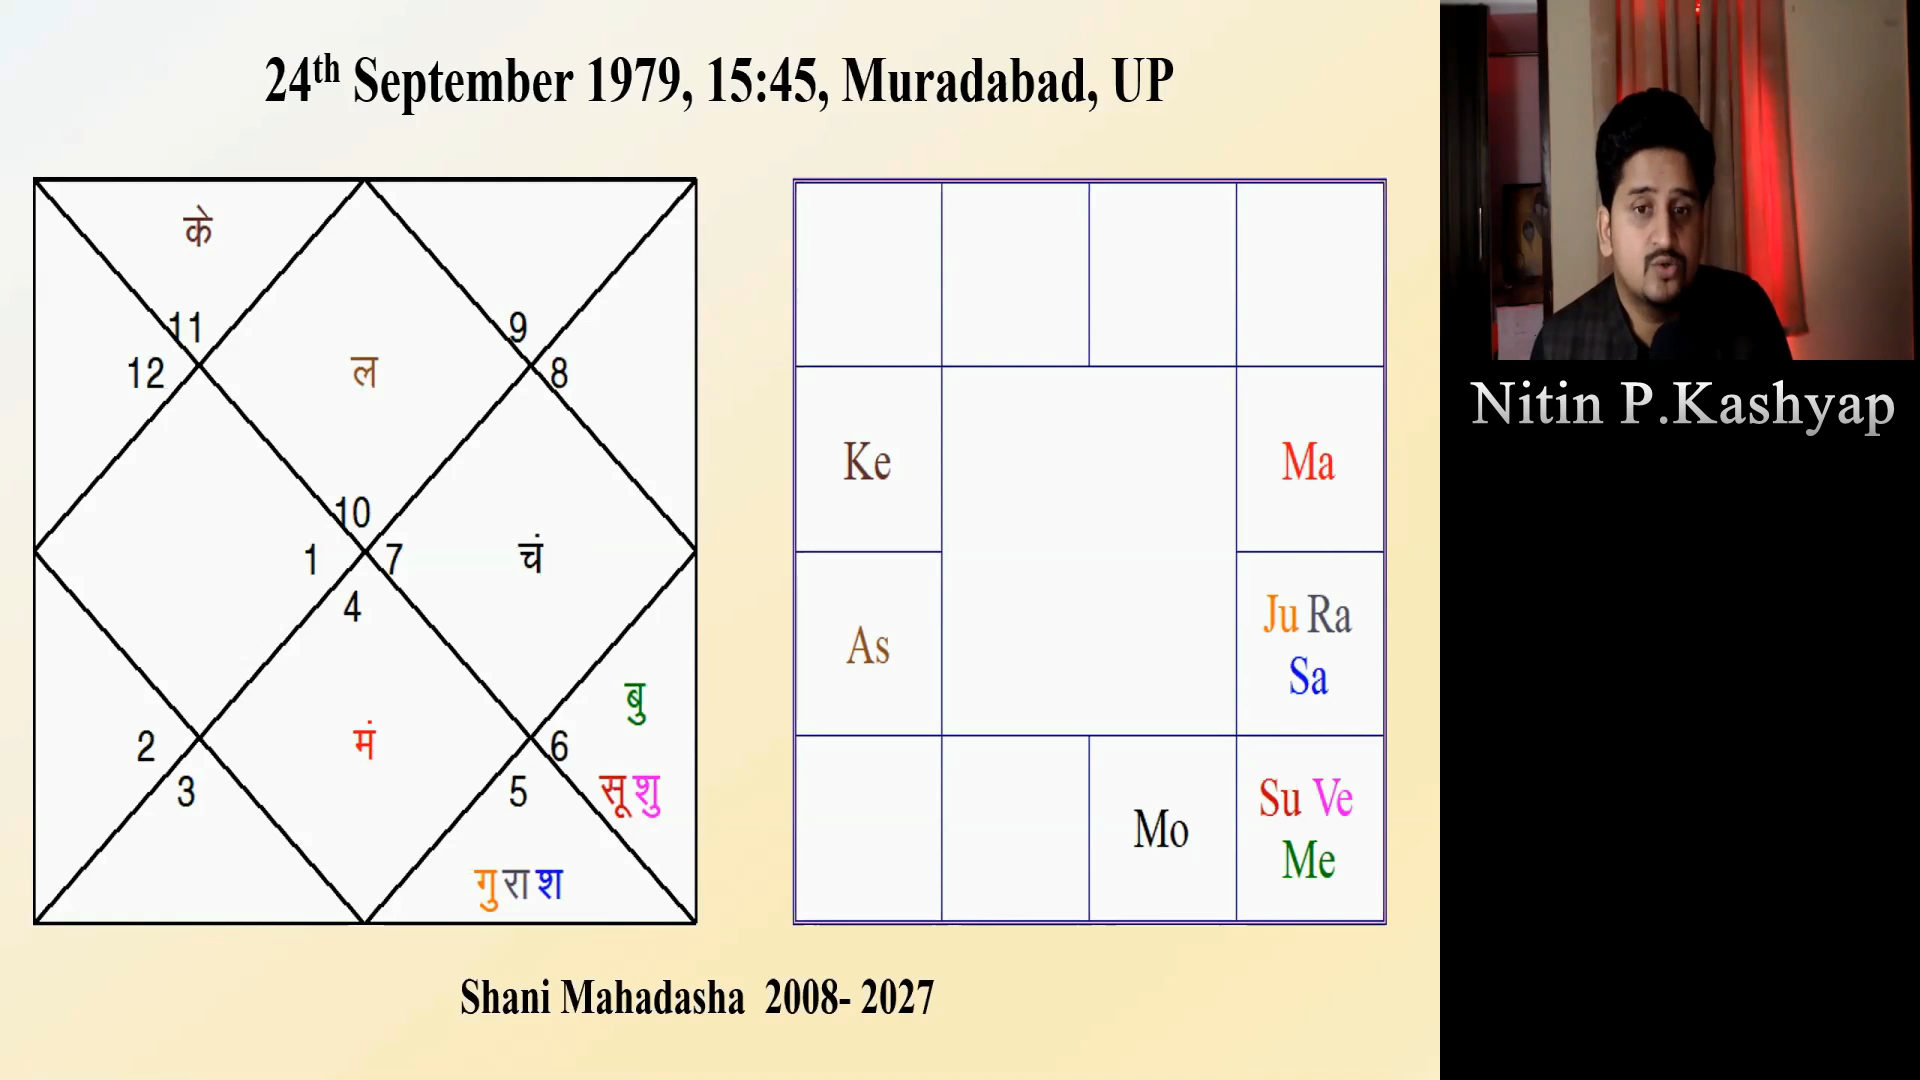 24th September 1979, 15:45, Muradabad, UP
के
11
9
12
ल
8
10
चं
1
7
4
बु
2
मं
6
3
5
सू शु
गु रा श
Ke
Ma
As
Ju Ra
Sa
Mo
Su Ve
Me
Shani Mahadasha 2008- 2027
Nitin P.Kashyap